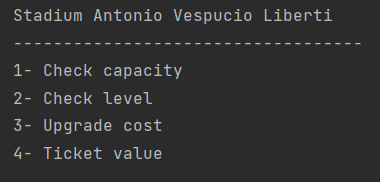 Stadium Antonio Vespucio Liberti
-----------------------------------
1- Check capacity
2- Check level
3- Upgrade cost
4- Ticket value